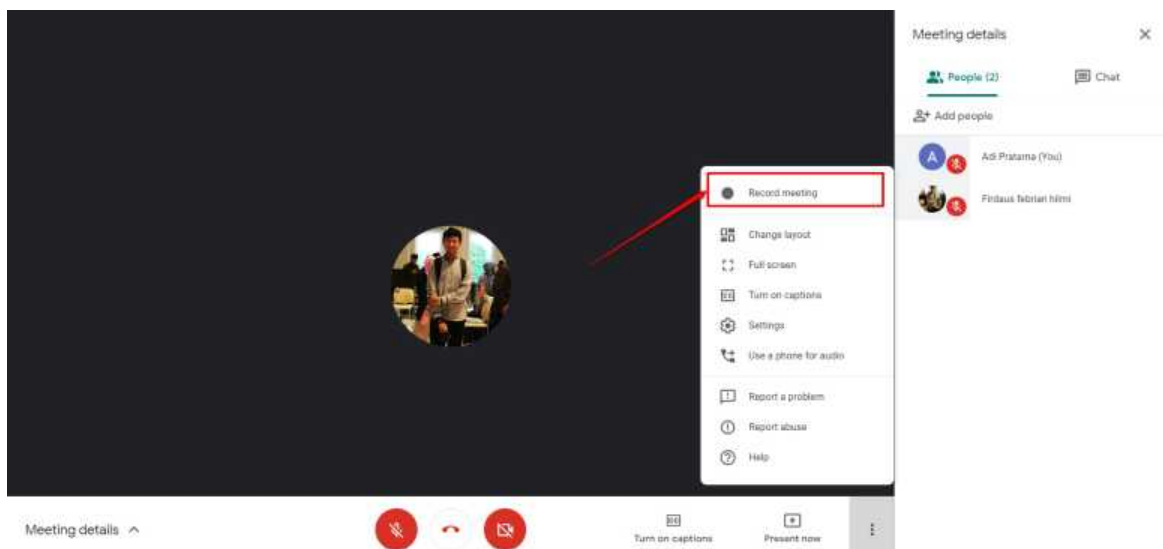 Meeting details
People (2)
Chat
Add people
A
Adi Pratama (You)
Firdaus febrian hilmi
Record meeting
Change layout
Full screen
Turn on captions
Settings
Use a phone for audio
Report a problem
Report abuse
Help
Meeting details
Turn on captions
Present now